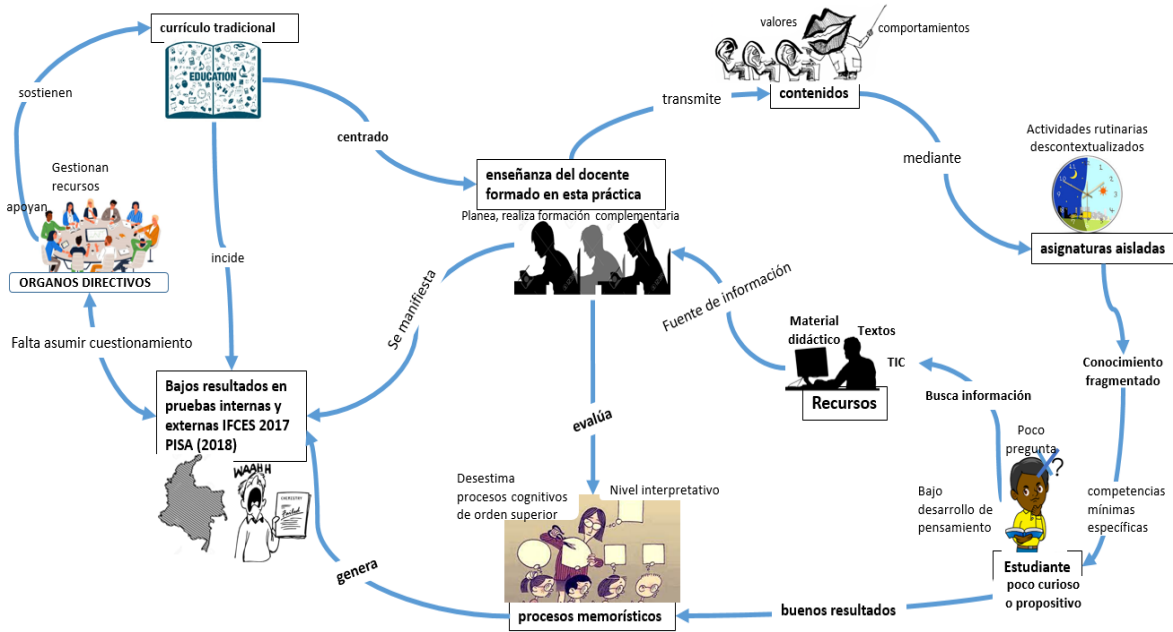 currículo tradicional
EDUCATION
sostienen
centrado
valores
comportamientos
transmite
contenidos
mediante
Actividades rutinarias
descontextualizados
asignaturas aisladas
enseñanza del docente
formado en esta práctica
Planea, realiza formación complementaria
Gestionan
recursos
apoyan
ORGANOS DIRECTIVOS
incide
Se manifiesta
Fuente de información
Material
didáctico
Textos
TIC
Recursos
Falta asumir cuestionamiento
Bajos resultados en
pruebas internas y
externas IFCES 2017
PISA (2018)
WAAHH
CHEMISTRY
Failed
evalúa
Conocimiento
fragmentado
Busca información
Poco
pregunta
?
Bajo
desarrollo de
pensamiento
competencias
mínimas
específicas
Estudiante
poco curioso
o propositivo
Desestima
procesos cognitivos
de orden superior
Nivel interpretativo
genera
procesos memorísticos
buenos resultados